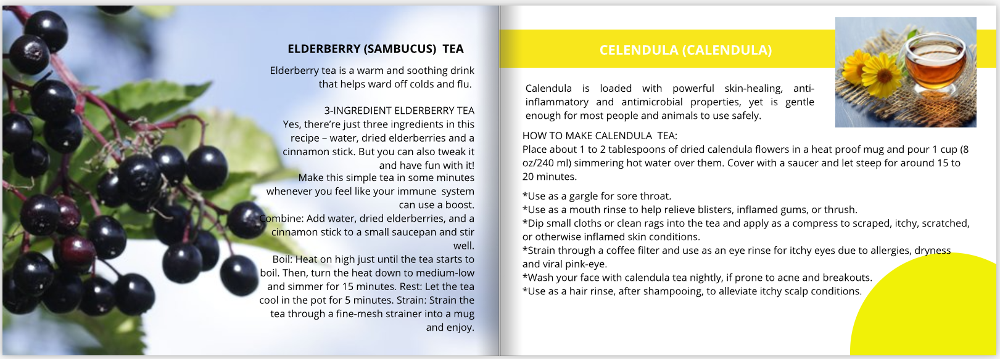 ELDERBERRY (SAMBUCUS)  TEA
Elderberry tea is a warm and soothing drink
that helps ward off colds and flu.
3-INGREDIENT ELDERBERRY TEA
Yes, there’re just three ingredients in this
recipe – water, dried elderberries and a
cinnamon stick. But you can also tweak it
and have fun with it!
Make this simple tea in some minutes
whenever you feel like your immune  system
can use a boost.
Combine: Add water, dried elderberries, and a
cinnamon stick to a small saucepan and stir
well.
Boil: Heat on high just until the tea starts to
boil. Then, turn the heat down to medium-low
and simmer for 15 minutes. Rest: Let the tea
cool in the pot for 5 minutes. Strain: Strain the
tea through a fine-mesh strainer into a mug
and enjoy.
CELENDULA (CALENDULA)
Calendula is loaded with powerful skin-healing, anti-
inflammatory and antimicrobial properties, yet is gentle
enough for most people and animals to use safely.
HOW TO MAKE CALENDULA  TEA:
Place about 1 to 2 tablespoons of dried calendula flowers in a heat proof mug and pour 1 cup (8
oz/240 ml) simmering hot water over them. Cover with a saucer and let steep for around 15 to
20 minutes.
*Use as a gargle for sore throat.
*Use as a mouth rinse to help relieve blisters, inflamed gums, or thrush.
*Dip small cloths or clean rags into the tea and apply as a compress to scraped, itchy, scratched,
or otherwise inflamed skin conditions.
*Strain through a coffee filter and use as an eye rinse for itchy eyes due to allergies, dryness
and viral pink-eye.
*Wash your face with calendula tea nightly, if prone to acne and breakouts.
*Use as a hair rinse, after shampooing, to alleviate itchy scalp conditions.